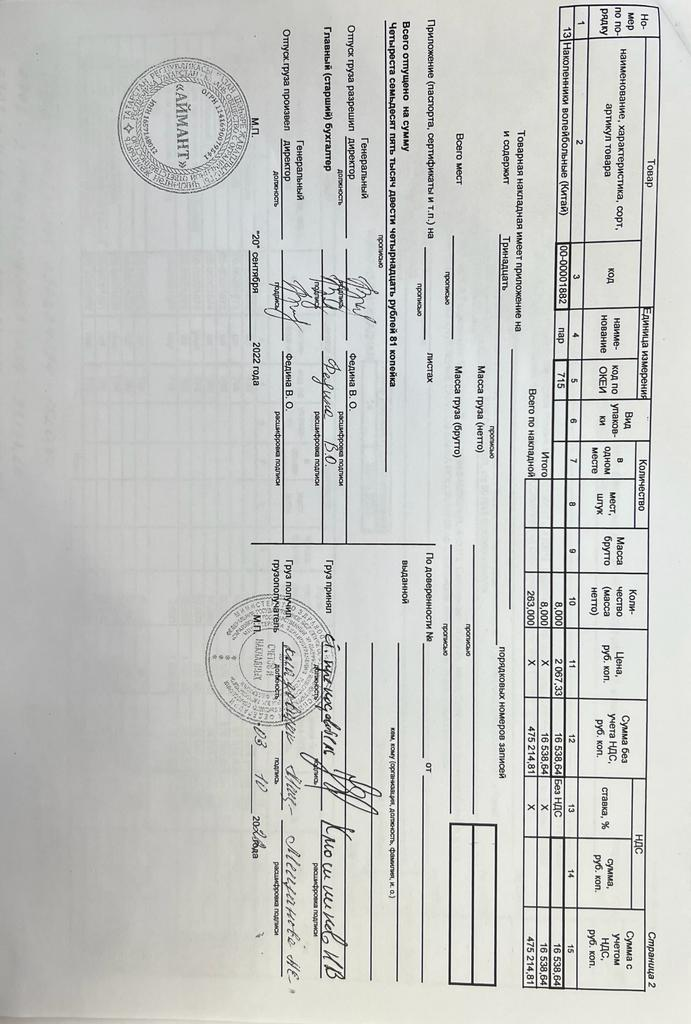 Страница 2
Но-
мер
по по-
рядку
Товар
наименование, характеристика, сорт,
артикул товара
код
Единица измерения
наиме-
нование
код по
ОКЕИ
Вид
упаков-
ки
Количество
в
одном
месте
мест,
штук
Масса
брутто
Коли-
чество
(масса
нетто)
Цена,
руб. коп.
Сумма без
учета НДС,
руб. коп.
НДС
ставка, %
сумма,
руб. коп.
Сумма с
учетом
НДС,
руб. коп.
1 2 3 4 5 6 7 8 9 10 11 12 13 14 15
13 Наколенники волейбольные (Китай) 00-00001882 пар 715 8,000 2 067,33 16 538,64 Без НДС 16 538,64
Итого 8,000 Х 16 538,64 Х 16 538,64
Всего по накладной 263,000 Х 475 214,81 Х 475 214,81
Товарная накладная имеет приложение на
и содержит Тринадцать порядковых номеров записей
прописью
Масса груза (нетто)
прописью
Всего мест Масса груза (брутто)
прописью прописью
Приложение (паспорта, сертификаты и т.п.) на листах
прописью
По доверенности № от
Всего отпущено на сумму
Четыреста семьдесят пять тысяч двести четырнадцать рублей 81 копейка
прописью
выданной
кем, кому (организация, должность, фамилия, и. о.)
Отпуск груза разрешил Генеральный
директор Федина В. О.
должность подпись расшифровка подписи
Главный (старший) бухгалтер Федина В.О.
подпись расшифровка подписи
Отпуск груза произвел Генеральный
директор Федина В. О.
должность подпись расшифровка подписи
Груз принял
должность подпись расшифровка подписи
Груз получил
грузополучатель
должность подпись расшифровка подписи
М.П. "20" сентября 2022 года
М.П. 03 10 2022 года
«АЙМАНТ»